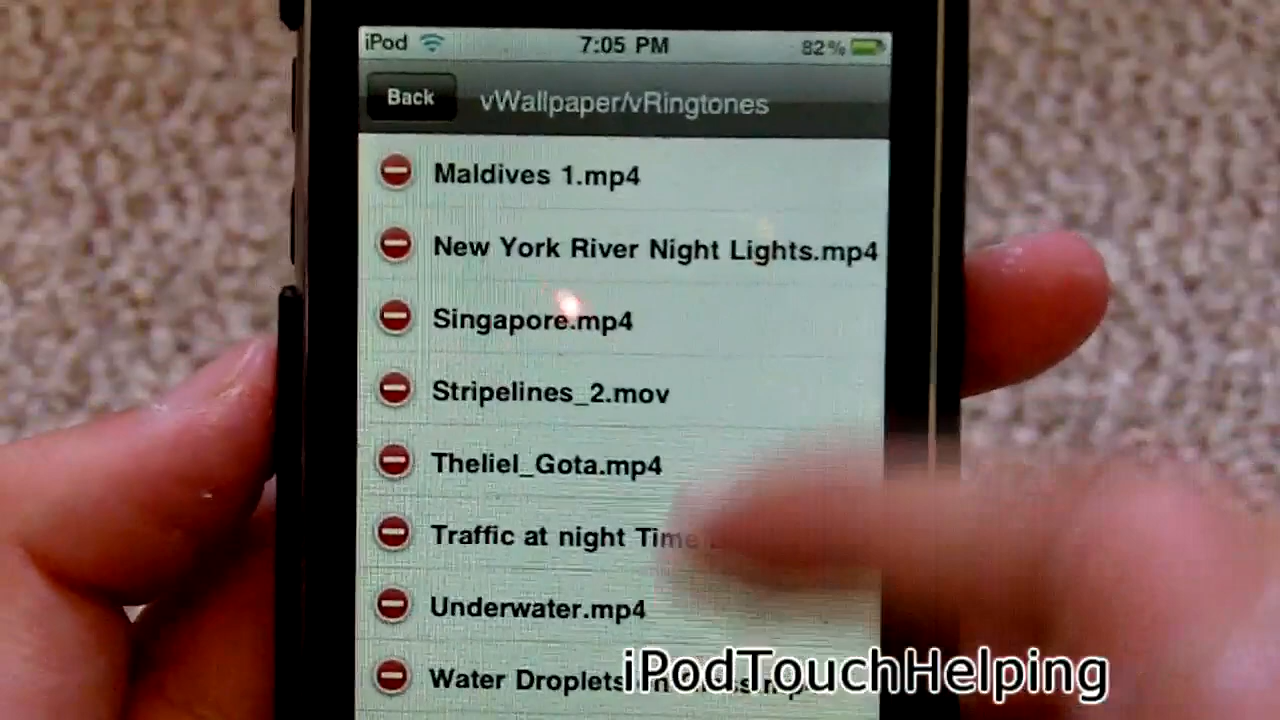 iPod 7:05 PM 82%
Back vWallpaper/vRingtones
Maldives 1.mp4
New York River Night Lights.mp4
Singapore.mp4
Stripelines_2.mov
Theliel_Gota.mp4
Traffic at night Time
Underwater.mp4
Water Droplets
iPodTouchHelping